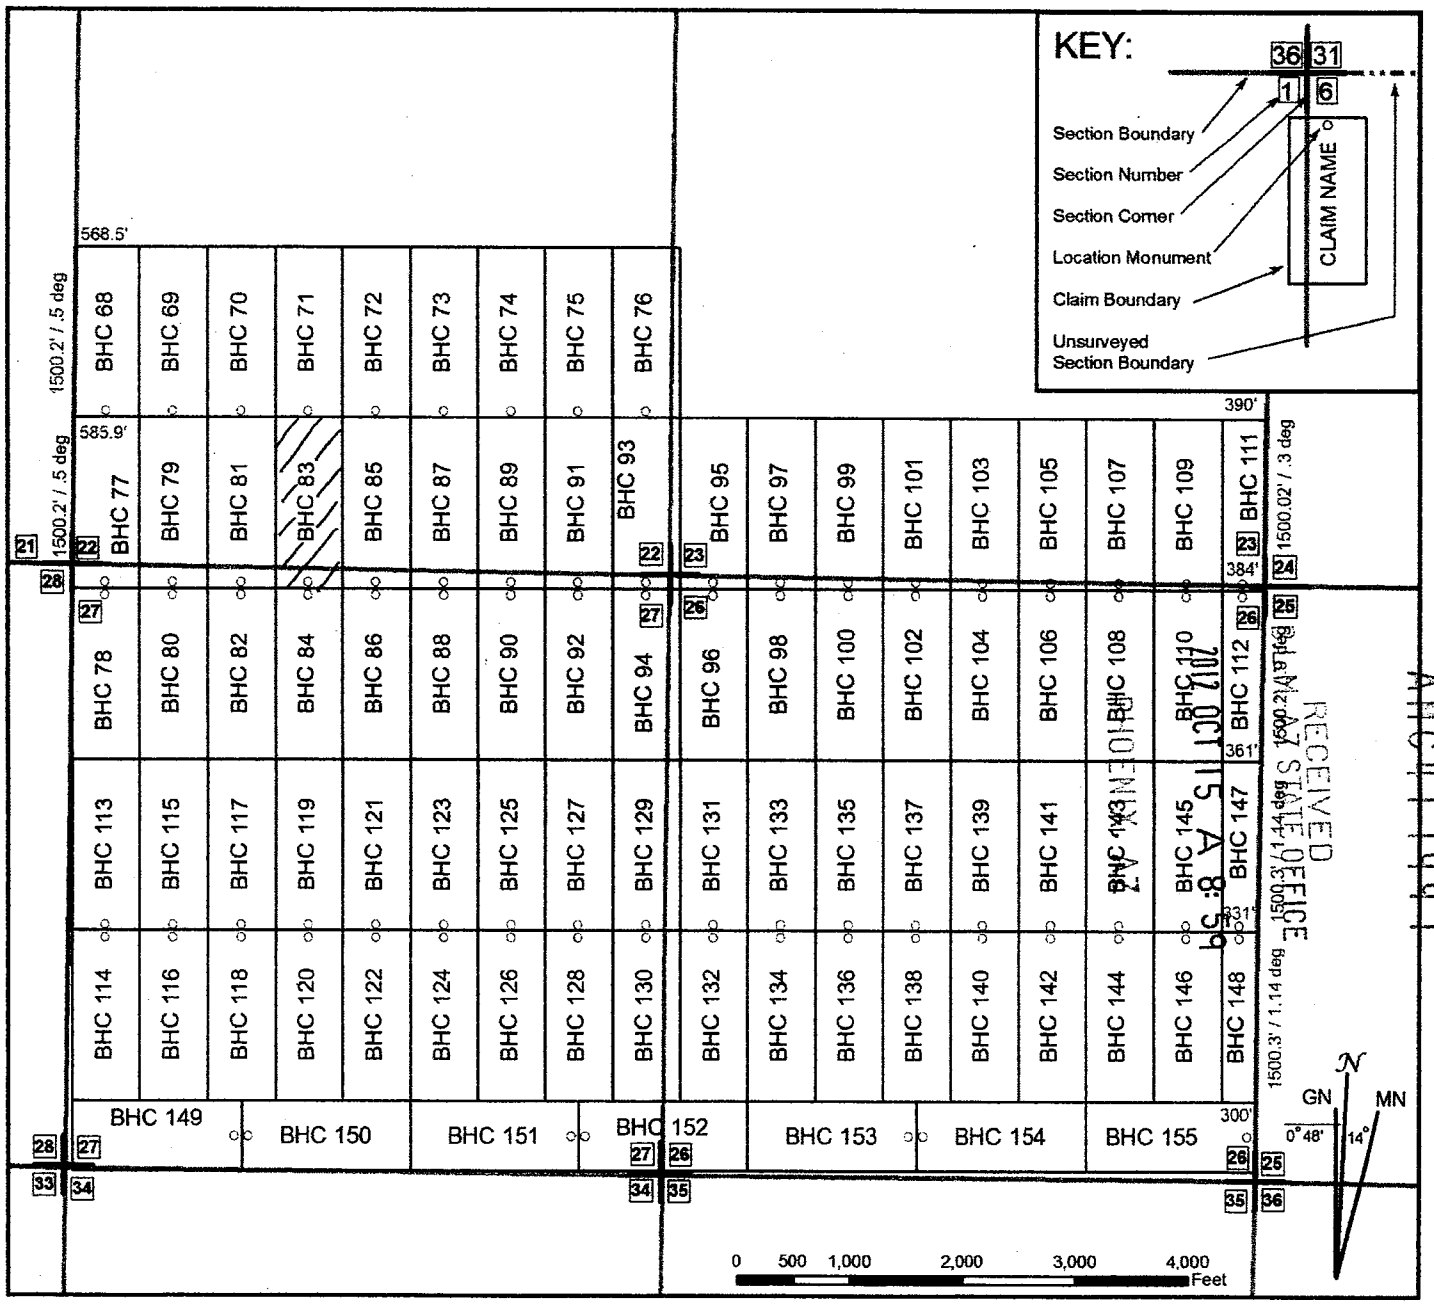 KEY:
36 31
1 6
Section Boundary
Section Number
Section Corner
Location Monument
Claim Boundary
Unsurveyed
Section Boundary
CLAIM NAME
568.5'
1500.2' / .5 deg
BHC 68
BHC 69
BHC 70
BHC 71
BHC 72
BHC 73
BHC 74
BHC 75
BHC 76
390'
585.9'
1500.2' / .5 deg
BHC 77
BHC 79
BHC 81
BHC 83
BHC 85
BHC 87
BHC 89
BHC 91
BHC 93
BHC 95
BHC 97
BHC 99
BHC 101
BHC 103
BHC 105
BHC 107
BHC 109
BHC 111
1500.02' / .3 deg
21 22 22 23 23 24
384'
28 27 27 26 26 25
BHC 78
BHC 80
BHC 82
BHC 84
BHC 86
BHC 88
BHC 90
BHC 92
BHC 94
BHC 96
BHC 98
BHC 100
BHC 102
BHC 104
BHC 106
BHC 108
BHC 110
BHC 112
361'
BHC 113
BHC 115
BHC 117
BHC 119
BHC 121
BHC 123
BHC 125
BHC 127
BHC 129
BHC 131
BHC 133
BHC 135
BHC 137
BHC 139
BHC 141
BHC 143
BHC 145
BHC 147
1500.3' / 1.14 deg
331'
RECEIVED
B.L.M. AZ STATE OFFICE
2012 OCT 15 A 8:59
PHOENIX, AZ
BHC 114
BHC 116
BHC 118
BHC 120
BHC 122
BHC 124
BHC 126
BHC 128
BHC 130
BHC 132
BHC 134
BHC 136
BHC 138
BHC 140
BHC 142
BHC 144
BHC 146
BHC 148
1500.3' / 1.14 deg
300'
BHC 149
BHC 150
BHC 151
BHC 152
BHC 153
BHC 154
BHC 155
28 27 27 26 26 25
33 34 34 35 35 36
N
GN MN
0°48' 14°
0 500 1,000 2,000 3,000 4,000
Feet